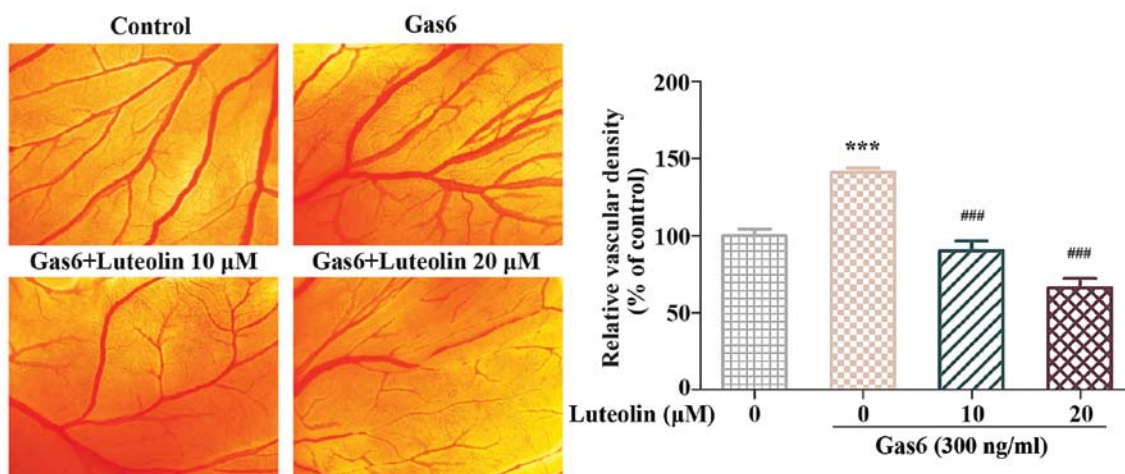 Control
Gas6
Gas6+Luteolin 10 μM
Gas6+Luteolin 20 μM
Relative vascular density
(% of control)
200
150
100
50
0
***
###
###
Luteolin (μM)
0
0
10
20
Gas6 (300 ng/ml)